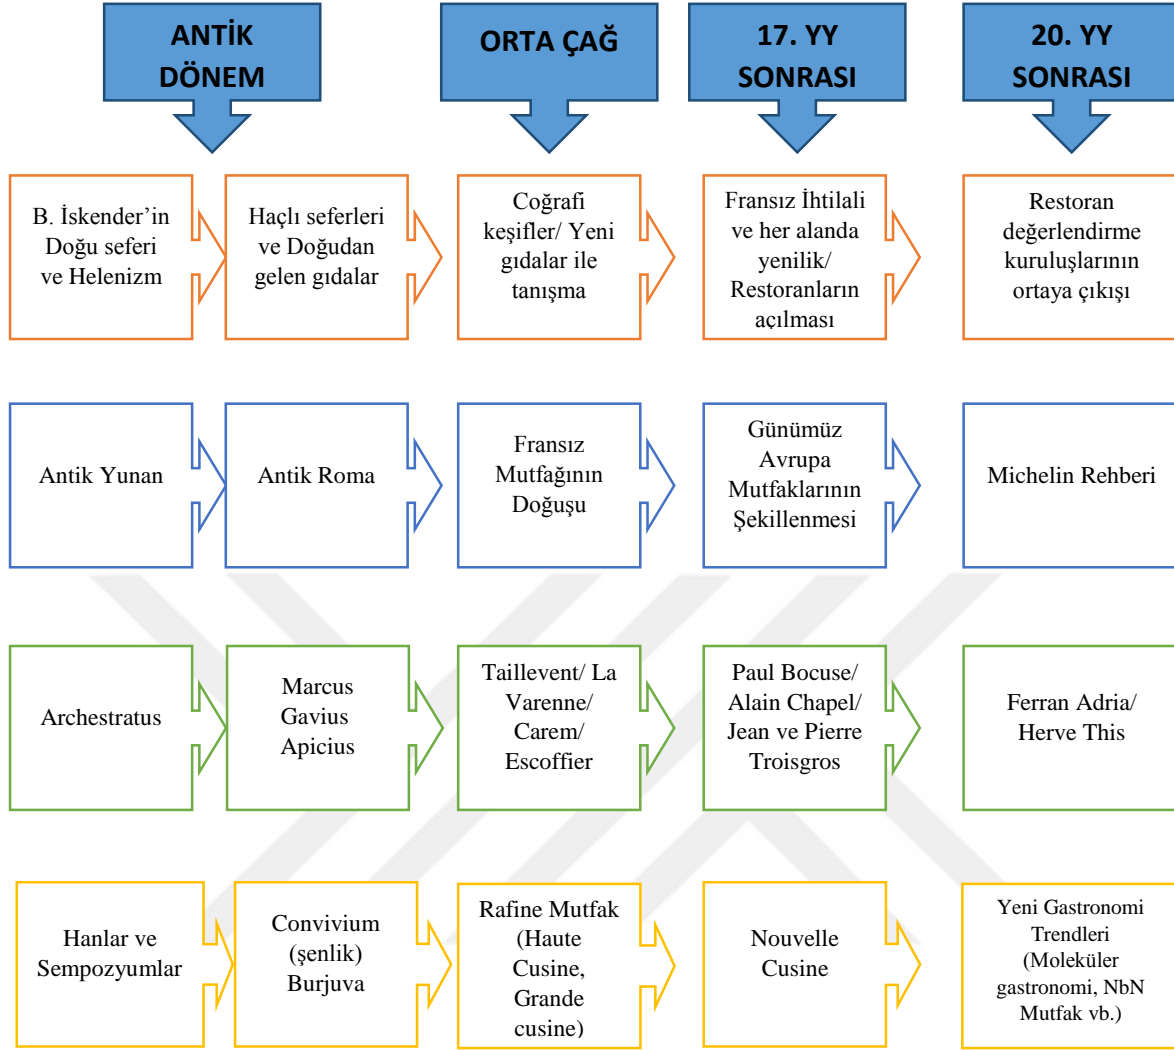 ANTİK
DÖNEM
ORTA ÇAĞ
17. YY
SONRASI
20. YY
SONRASI
B. İskender’in
Doğu seferi
ve Helenizm
Haçlı seferleri
ve Doğudan
gelen gıdalar
Coğrafi
keşifler/ Yeni
gıdalar ile
tanışma
Fransız İhtilali
ve her alanda
yenilik/
Restoranların
açılması
Restoran
değerlendirme
kuruluşlarının
ortaya çıkışı
Antik Yunan
Antik Roma
Fransız
Mutfağının
Doğuşu
Günümüz
Avrupa
Mutfaklarının
Şekillenmesi
Michelin Rehberi
Archestratus
Marcus
Gavius
Apicius
Taillevent/ La
Varenne/
Carem/
Escoffier
Paul Bocuse/
Alain Chapel/
Jean ve Pierre
Troisgros
Ferran Adria/
Herve This
Hanlar ve
Sempozyumlar
Convivium
(şenlik)
Burjuva
Rafine Mutfak
(Haute
Cusine,
Grande
cusine)
Nouvelle
Cusine
Yeni Gastronomi
Trendleri
(Moleküler
gastronomi, NbN
Mutfak vb.)